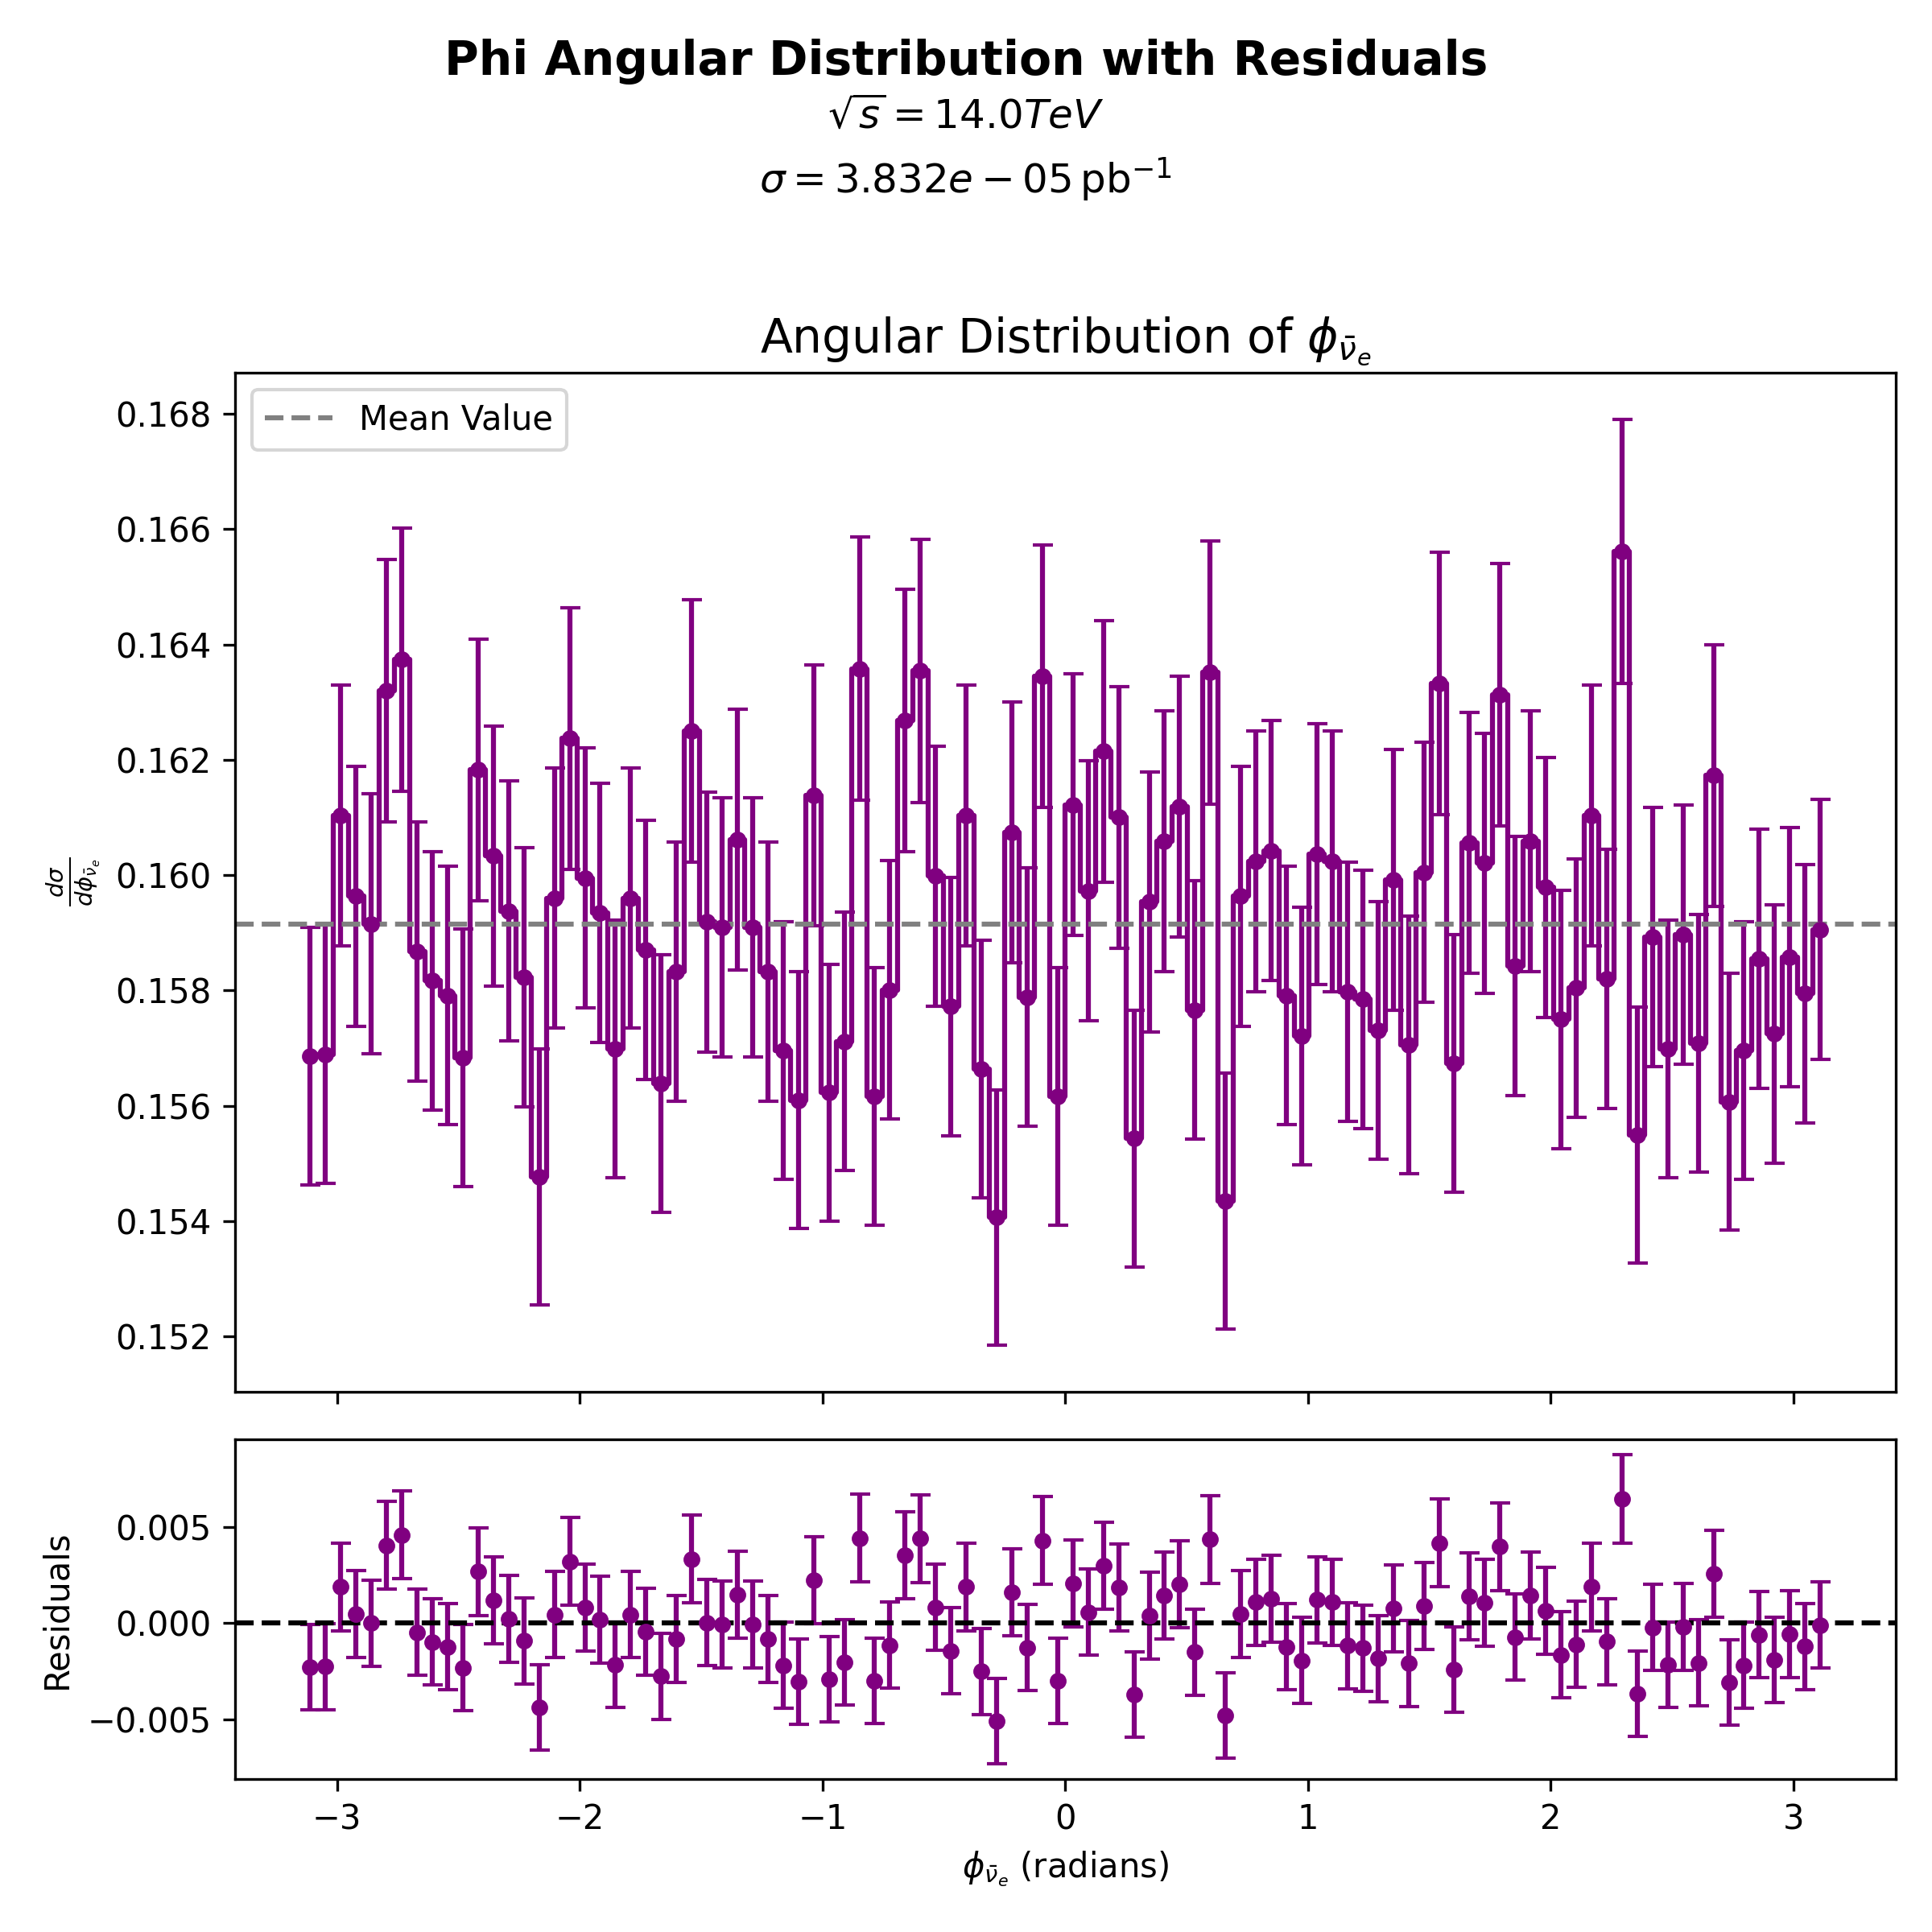 Phi Angular Distribution with Residuals
√s = 14.0TeV
σ = 3.832e − 05 pb⁻¹
Angular Distribution of ϕ_ν̄ₑ
Mean Value
0.168
0.166
0.164
0.162
0.160
0.158
0.156
0.154
0.152
dσ/dϕ_ν̄ₑ
0.005
0.000
−0.005
Residuals
−3 −2 −1 0 1 2 3
ϕ_ν̄ₑ (radians)